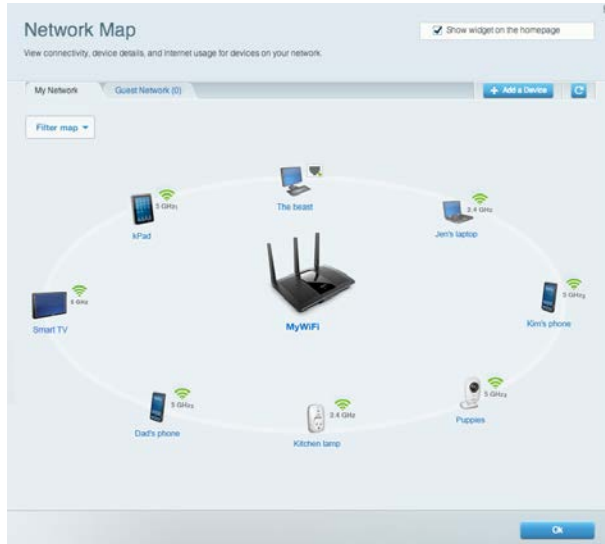 Network Map
Show widget on the homepage
View connectivity, device details, and internet usage for devices on your network.
My Network
Guest Network (0)
+ Add a Device
Filter map
5 GHz
The beast
kPad
2.4 GHz
Jen's laptop
5 GHz
Smart TV
5 GHz
Kim's phone
MyWiFi
5 GHz
Dad's phone
2.4 GHz
Kitchen lamp
5 GHz
Puppies
Ok